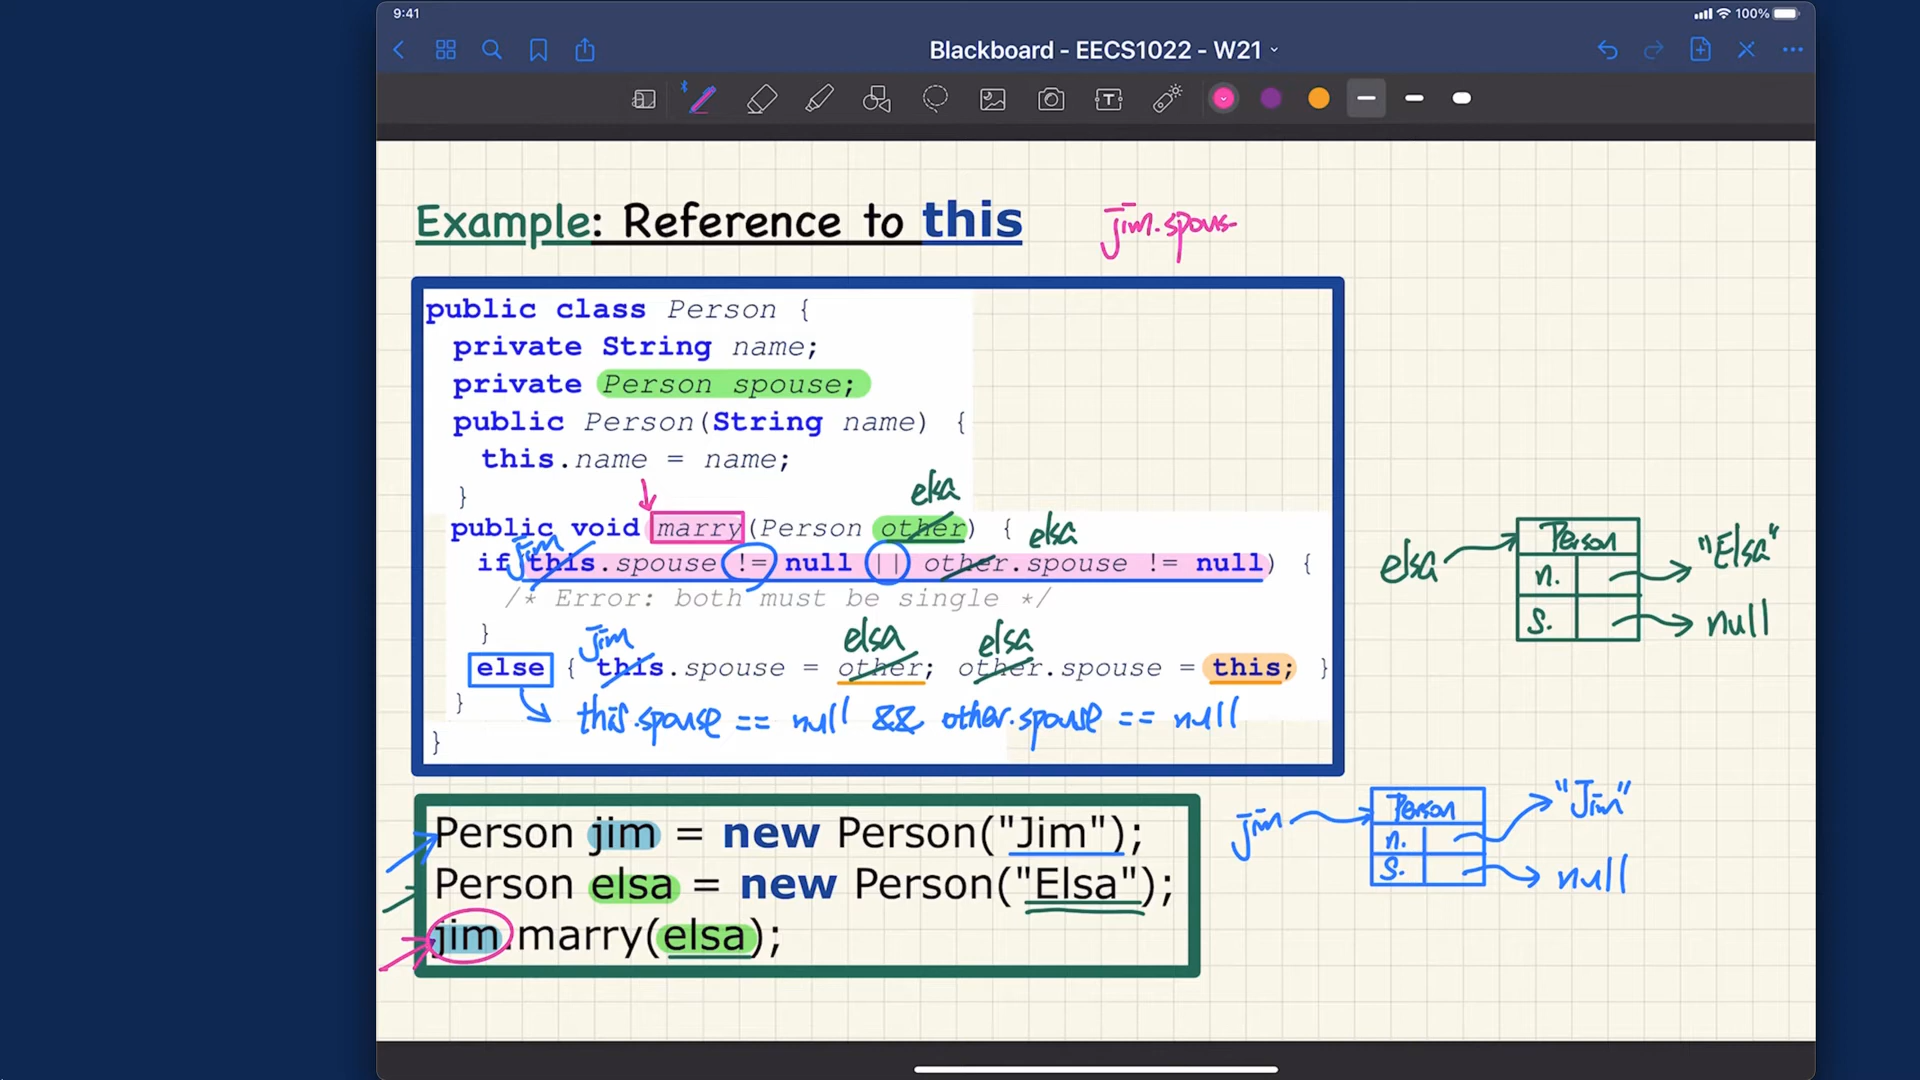 9:41
100%
Blackboard - EECS1022 - W21
Example: Reference to this
jim.spous
public class Person {
private String name;
private Person spouse;
public Person(String name) {
this.name = name;
}
elsa
public void marry(Person other) {
elsa
Jim
if this.spouse != null || other.spouse != null) {
/* Error: both must be single */
}
Jim elsa elsa
else { this.spouse = other; other.spouse = this; }
}
this.spouse == null && other.spouse == null
}
elsa
Person
n.
"Elsa"
s.
null
Person jim = new Person("Jim");
Person elsa = new Person("Elsa");
jim.marry(elsa);
jim
Person
n.
"Jim"
s.
null